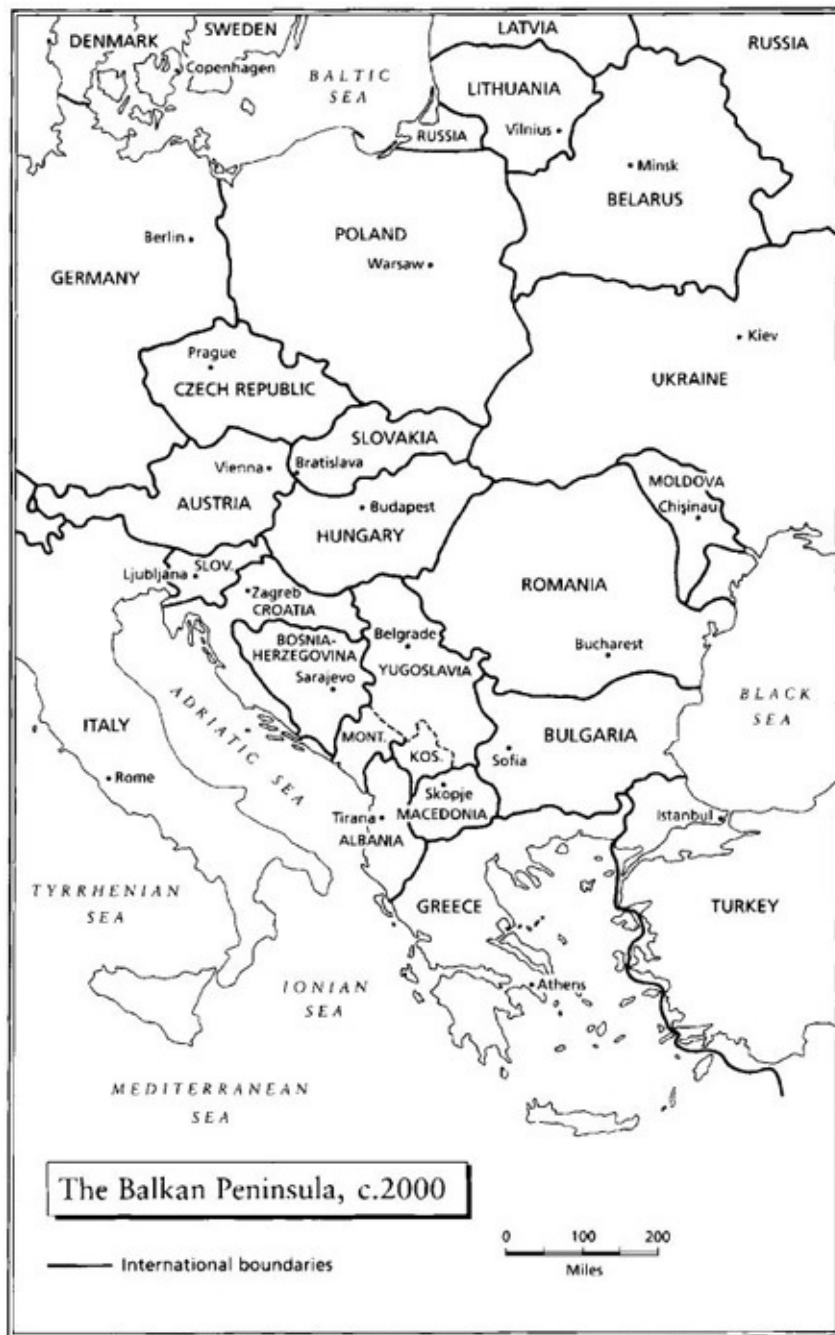 DENMARK
SWEDEN
Copenhagen
BALTIC
SEA
LATVIA
RUSSIA
LITHUANIA
Vilnius
RUSSIA
Minsk
BELARUS
Berlin
POLAND
Warsaw
GERMANY
Kiev
Prague
CZECH REPUBLIC
UKRAINE
SLOVAKIA
Vienna
Bratislava
AUSTRIA
MOLDOVA
Chişinau
Budapest
HUNGARY
SLOV.
Ljubljana
ROMANIA
Zagreb
CROATIA
BOSNIA-
HERZEGOVINA
Sarajevo
Belgrade
YUGOSLAVIA
Bucharest
BLACK
SEA
ITALY
ADRIATIC SEA
MONT.
KOS.
Sofia
BULGARIA
Rome
Skopje
MACEDONIA
Tirana
ALBANIA
Istanbul
TYRRHENIAN
SEA
GREECE
TURKEY
IONIAN
SEA
Athens
MEDITERRANEAN
SEA
The Balkan Peninsula, c.2000
International boundaries
0 100 200
Miles